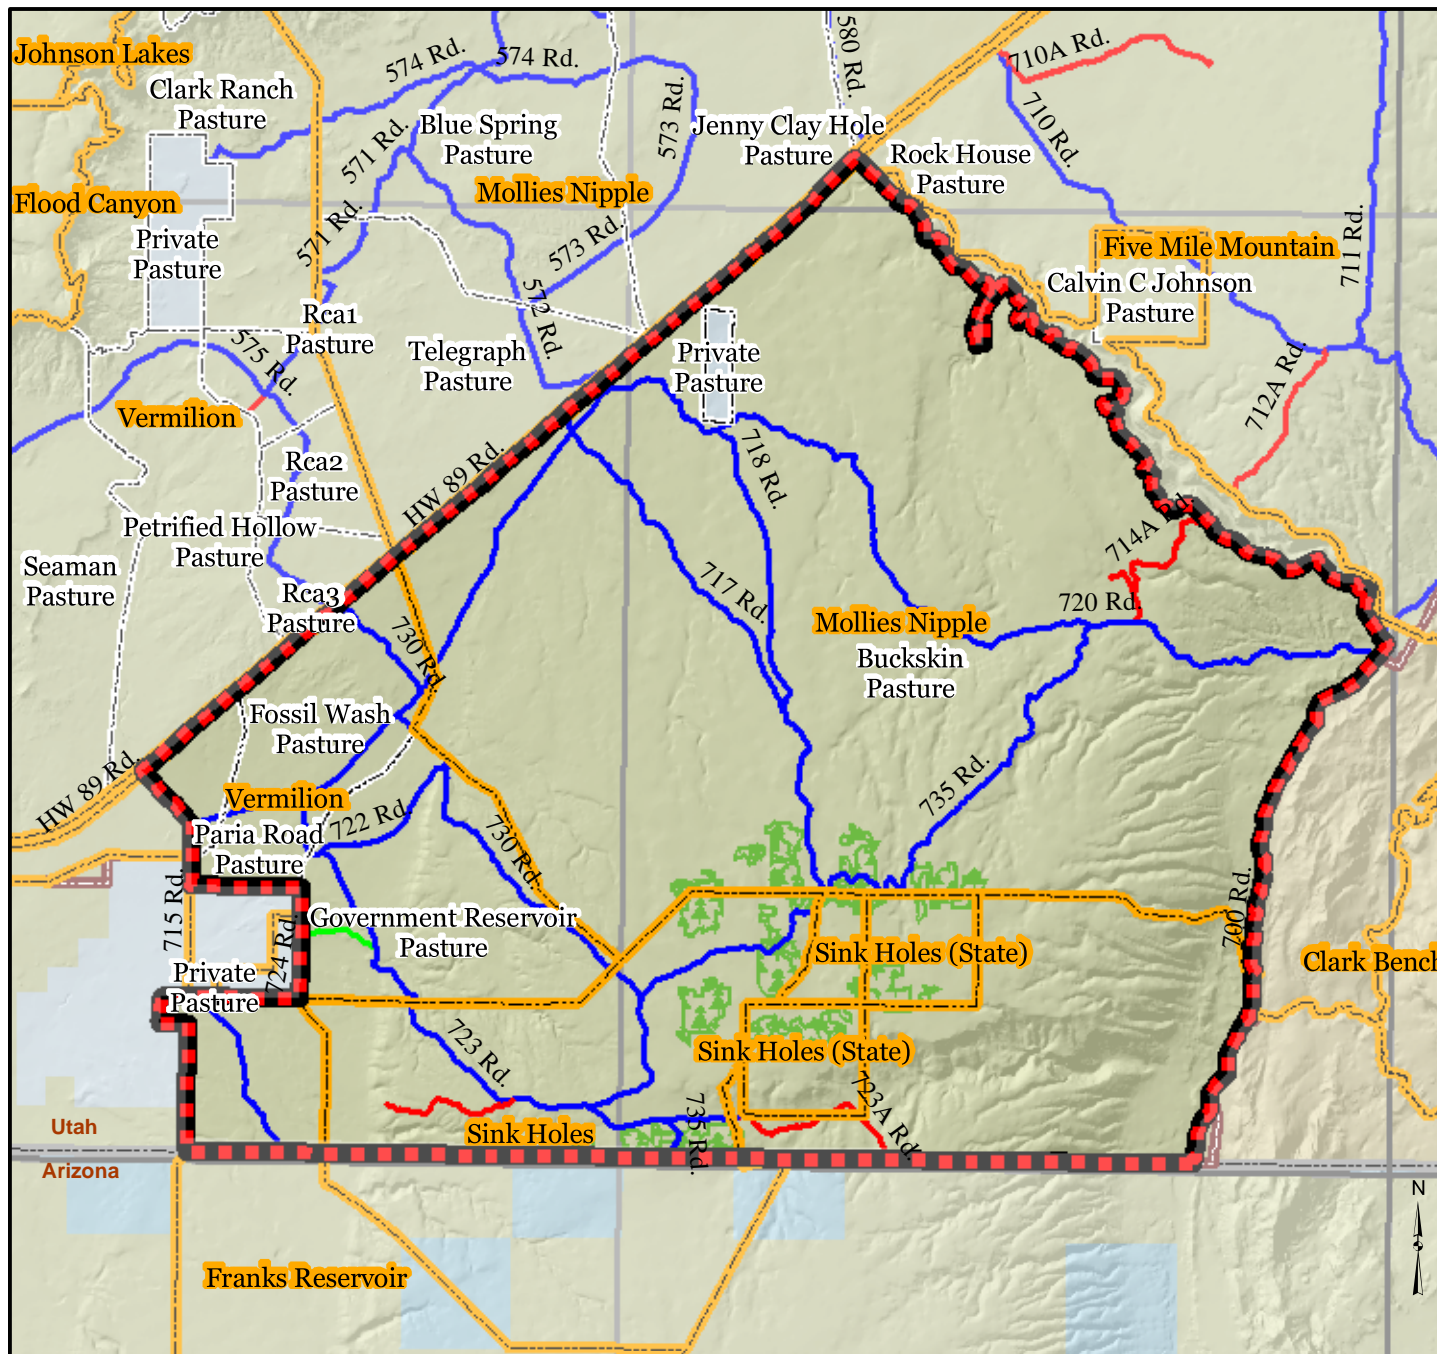 Johnson Lakes
574 Rd.
574 Rd.
580 Rd.
710A Rd.
Clark Ranch
Pasture
571 Rd.
Blue Spring
Pasture
573 Rd.
Jenny Clay Hole
Pasture
Rock House
Pasture
710 Rd.
Flood Canyon
Mollies Nipple
Private
Pasture
571 Rd.
573 Rd.
Five Mile Mountain
711 Rd.
Calvin C Johnson
Pasture
572 Rd.
Rca1
Pasture
575 Rd.
Telegraph
Pasture
Private
Pasture
712A Rd.
Vermilion
Rca2
Pasture
HW 89 Rd.
718 Rd.
Petrified Hollow
Pasture
714A Rd.
Seaman
Pasture
Rca3
Pasture
717 Rd.
720 Rd.
730 Rd.
Mollies Nipple
Buckskin
Pasture
Fossil Wash
Pasture
HW 89 Rd.
Vermilion
722 Rd.
735 Rd.
Paria Road
Pasture
730 Rd.
715 Rd.
724 Rd.
Government Reservoir
Pasture
700 Rd.
Sink Holes (State)
Clark Bench
Private
Pasture
723 Rd.
Sink Holes (State)
723A Rd.
735 Rd.
Utah
Sink Holes
Arizona
N
Franks Reservoir